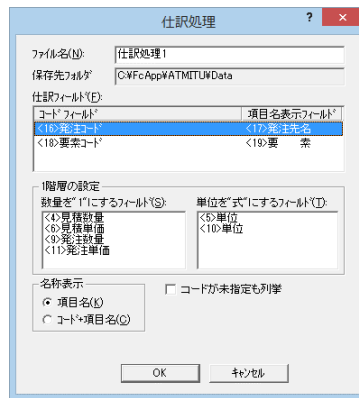 仕訳処理
? ×
ファイル名(N): 仕訳処理1
保存先フォルダ C:¥FcApp¥ATMITU¥Data
仕訳フィールド(F):
コードフィールド 項目名表示フィールド
<16>発注コード <17>発注先名
<18>要素コード <19>要　素
1階層の設定
数量を"1"にするフィールド(S): 単位を"式"にするフィールド(T):
<4>見積数量 <5>単位
<6>見積単価 <10>単位
<9>発注数量
<11>発注単価
名称表示
項目名(K)
コード+項目名(C)
コードが未指定も列挙
OK キャンセル